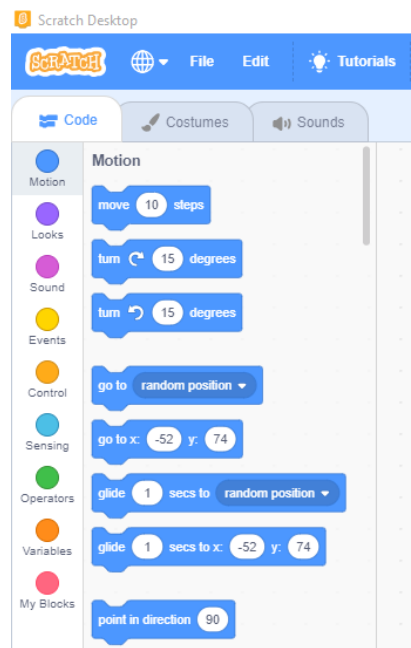 Scratch Desktop
SCRATCH File Edit Tutorials
Code Costumes Sounds
Motion
Looks
Sound
Events
Control
Sensing
Operators
Variables
My Blocks
Motion
move 10 steps
turn 15 degrees
turn 15 degrees
go to random position
go to x: -52 y: 74
glide 1 secs to random position
glide 1 secs to x: -52 y: 74
point in direction 90